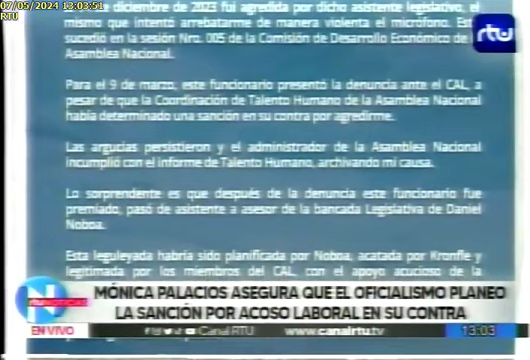 07/05/2024 13:03:51
RTU
diciembre de 2023 fui agredida por dicho asistente legislativo, el
mismo que intentó arrebatarme de manera violenta el micrófono.
sucedió en la sesión Nro. 005 de la Comisión de Desarrollo Económico de
Asamblea Nacional.
rtu
Para el 9 de marzo, este funcionario presentó la denuncia ante el CAL, a
pesar de que la Coordinación de Talento Humano de la Asamblea Nacional
había determinado una sanción en su contra por agredirme.
Las argucias persistieron y el administrador de la Asamblea Nacional
incumplió con el informe de Talento Humano, archivando mi causa.
Lo sorprendente es que después de la denuncia este funcionario fue
premiado, pasó de asistente a asesor de la bancada Legislativa de Daniel
Noboa.
Esta leguleyada habría sido planificada por Noboa, acatada por Kronfle y
legitimada por los miembros del CAL, con el apoyo acucioso de la
rtu NOTICIAS
MÓNICA PALACIOS ASEGURA QUE EL OFICIALISMO PLANEO
LA SANCIÓN POR ACOSO LABORAL EN SU CONTRA
EN VIVO
Canal RTU
www.canalrtu.tv
13:03